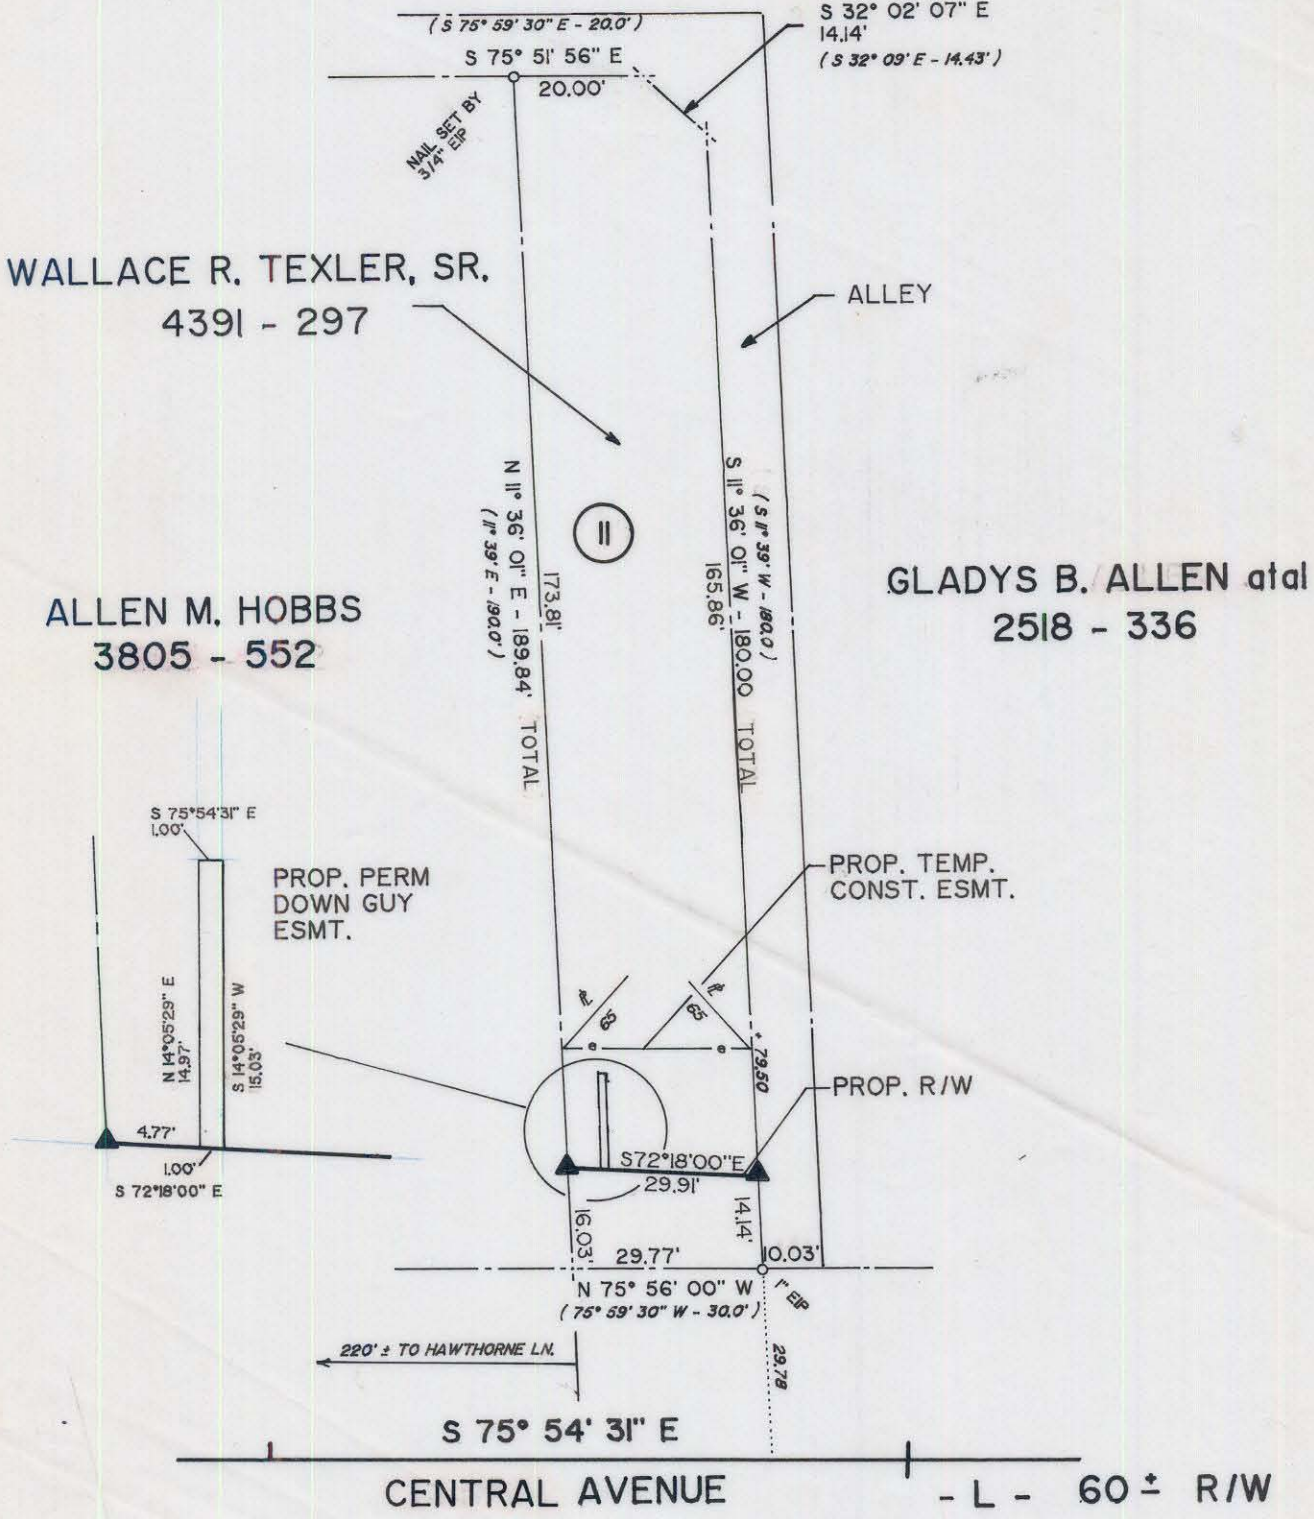 ( S 75° 59' 30" E - 20.0' )
S 32° 02' 07" E
14.14'
( S 32° 09' E - 14.43' )
S 75° 51' 56" E
20.00'
NAIL SET BY
3/4" EIP
WALLACE R. TEXLER, SR.
4391 - 297
ALLEY
N 11° 36' 01" E - 189.84' TOTAL
( 11° 39' E - 190.0' )
173.81'
11
( S 11° 39' W - 180.0 )
S 11° 36' 01" W - 180.00 TOTAL
165.86'
ALLEN M. HOBBS
3805 - 552
GLADYS B. ALLEN atal
2518 - 336
S 75°54'31" E
1.00'
PROP. PERM
DOWN GUY
ESMT.
PROP. TEMP.
CONST. ESMT.
N 14°05'29" E
14.97'
S 14°05'29" W
15.03'
65
65
e
e
+ 79.50
PROP. R/W
4.77'
1.00'
S 72°18'00" E
S72°18'00"E
29.91'
16.03'
14.14'
29.77'
10.03'
N 75° 56' 00" W
( 75° 59' 30" W - 30.0' )
1" EIP
220' ± TO HAWTHORNE LN.
29.78
S 75° 54' 31" E
CENTRAL AVENUE
- L -
60 ± R/W